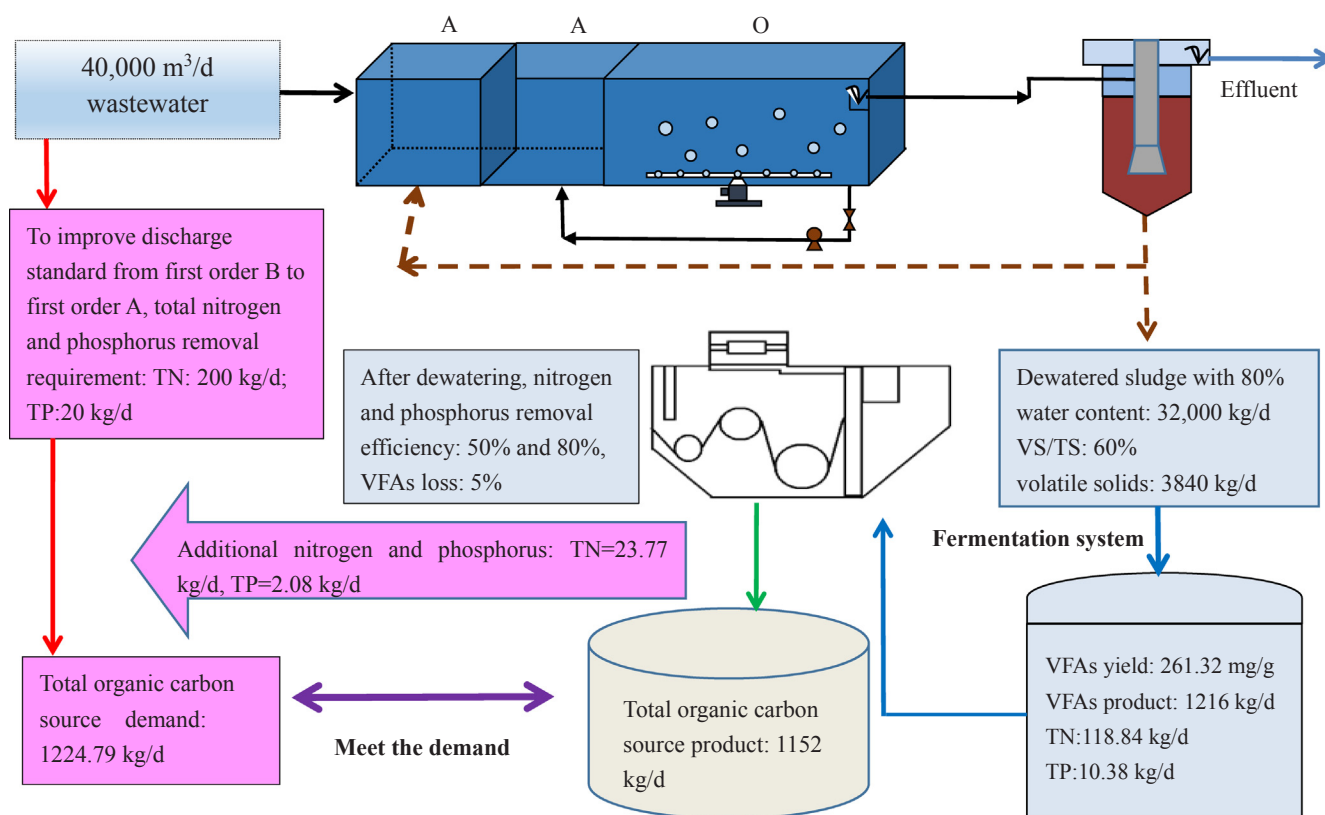 A
A
O
40,000 m³/d
wastewater
Effluent
To improve discharge
standard from first order B to
first order A, total nitrogen
and phosphorus removal
requirement: TN: 200 kg/d;
TP:20 kg/d
After dewatering, nitrogen
and phosphorus removal
efficiency: 50% and 80%,
VFAs loss: 5%
Dewatered sludge with 80%
water content: 32,000 kg/d
VS/TS: 60%
volatile solids: 3840 kg/d
Additional nitrogen and phosphorus: TN=23.77
kg/d, TP=2.08 kg/d
Fermentation system
VFAs yield: 261.32 mg/g
VFAs product: 1216 kg/d
TN:118.84 kg/d
TP:10.38 kg/d
Total organic carbon
source demand:
1224.79 kg/d
Meet the demand
Total organic carbon
source product: 1152
kg/d